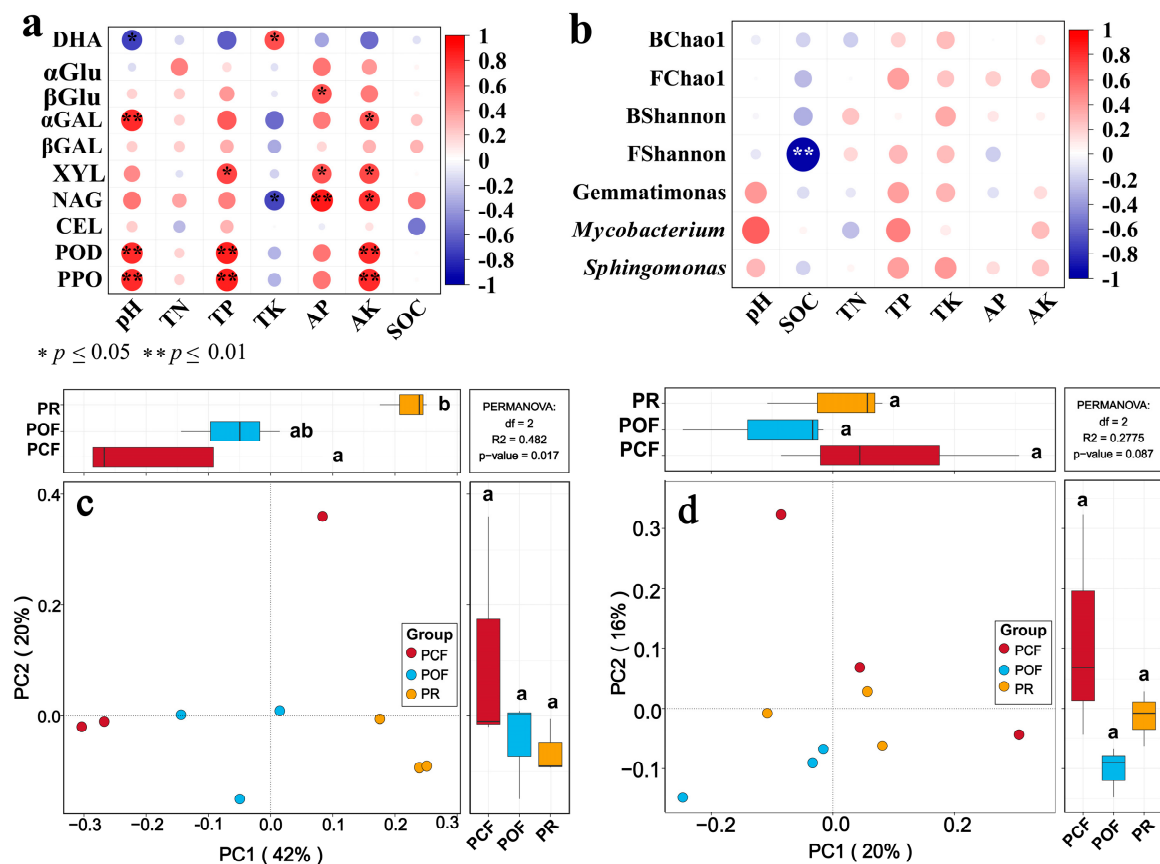 a
DHA
αGlu
βGlu
αGAL
βGAL
XYL
NAG
CEL
POD
PPO
* *
*
** *
* * *
* ** *
** ** **
** ** **
pH TN TP TK AP AK SOC
1
0.8
0.6
0.4
0.2
0
-0.2
-0.4
-0.6
-0.8
-1
* p ≤ 0.05 ** p ≤ 0.01
b
BChao1
FChao1
BShannon
FShannon
Gemmatimonas
Mycobacterium
Sphingomonas
**
pH SOC TN TP TK AP AK
1
0.8
0.6
0.4
0.2
0
-0.2
-0.4
-0.6
-0.8
-1
PR
POF
PCF
b
ab
a
PERMANOVA:
df = 2
R2 = 0.482
p-value = 0.017
c
PC2 ( 20%)
0.4
0.2
0.0
Group
PCF
POF
PR
−0.3 −0.2 −0.1 0.0 0.1 0.2 0.3
PC1 ( 42%)
a
a
a
PCF POF PR
PR
POF
PCF
a
a
a
PERMANOVA:
df = 2
R2 = 0.2775
p-value = 0.087
d
PC2 ( 16%)
0.3
0.2
0.1
0.0
−0.1
Group
PCF
POF
PR
−0.2 0.0 0.2
PC1 ( 20%)
a
a
a
PCF POF PR